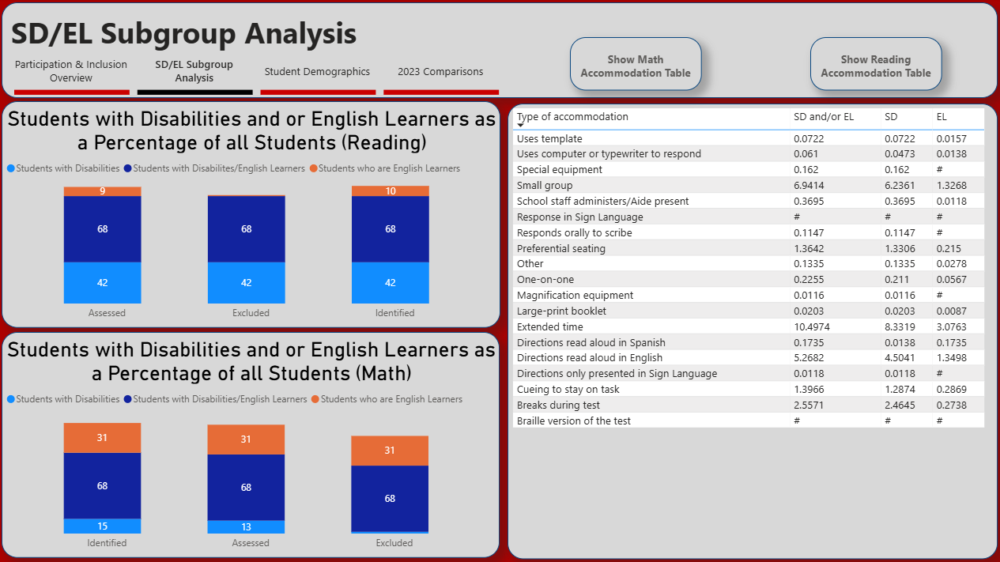 SD/EL Subgroup Analysis
Participation & Inclusion
Overview
SD/EL Subgroup
Analysis
Student Demographics
2023 Comparisons
Show Math
Accommodation Table
Show Reading
Accommodation Table
Students with Disabilities and or English Learners as
a Percentage of all Students (Reading)
Students with Disabilities Students with Disabilites/English Learners Students who are English Learners
9 10
68 68 68
42 42 42
Assessed Excluded Identified
Students with Disabilities and or English Learners as
a Percentage of all Students (Math)
Students with Disabilities Students with Disabilities/English Learners Students who are English Learners
31 31 31
68 68 68
15 13
Identified Assessed Excluded
Type of accommodation SD and/or EL SD EL
Uses template 0.0722 0.0722 0.0157
Uses computer or typewriter to respond 0.061 0.0473 0.0138
Special equipment 0.162 0.162 #
Small group 6.9414 6.2361 1.3268
School staff administers/Aide present 0.3695 0.3695 0.0118
Response in Sign Language # # #
Responds orally to scribe 0.1147 0.1147 #
Preferential seating 1.3642 1.3306 0.215
Other 0.1335 0.1335 0.0278
One-on-one 0.2255 0.211 0.0567
Magnification equipment 0.0116 0.0116 #
Large-print booklet 0.0203 0.0203 0.0087
Extended time 10.4974 8.3319 3.0763
Directions read aloud in Spanish 0.1735 0.0138 0.1735
Directions read aloud in English 5.2682 4.5041 1.3498
Directions only presented in Sign Language 0.0118 0.0118 #
Cueing to stay on task 1.3966 1.2874 0.2869
Breaks during test 2.5571 2.4645 0.2738
Braille version of the test # # #